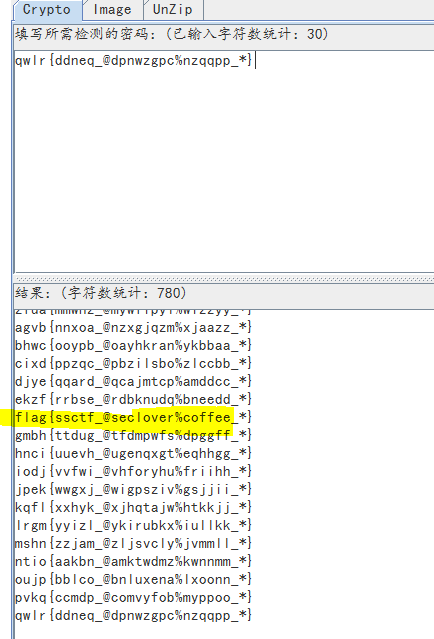 Crypto Image UnZip
填写所需检测的密码：(已输入字符数统计：30)
qwlr{ddneq_@dpnwzgpc%nzqqpp_*}
结果：(字符数统计：780)
agvb{nnxoa_@nzxgjqzm%xjaazz_*}
bhwc{ooypb_@oayhkran%ykbbaa_*}
cixd{ppzqc_@pbzilsbo%zlccbb_*}
djye{qqard_@qcajmtcp%amddcc_*}
ekzf{rrbse_@rdbknudq%bneedd_*}
flag{ssctf_@seclover%coffee_*}
gmbh{ttdug_@tfdmpwfs%dpggff_*}
hnci{uuevh_@ugenqxgt%eqhhgg_*}
iodj{vvfwi_@vhforyhu%friihh_*}
jpek{wwgxj_@wigpsziv%gsjjii_*}
kqfl{xxhyk_@xjhqtajw%htkkjj_*}
lrgm{yyizl_@ykirubkx%iullkk_*}
mshn{zzjam_@zljsvcly%jvmmll_*}
ntio{aakbn_@amktwdmz%kwnnmm_*}
oujp{bblco_@bnluxena%lxoonn_*}
pvkq{ccmdp_@comvyfob%myppoo_*}
qwlr{ddneq_@dpnwzgpc%nzqqpp_*}